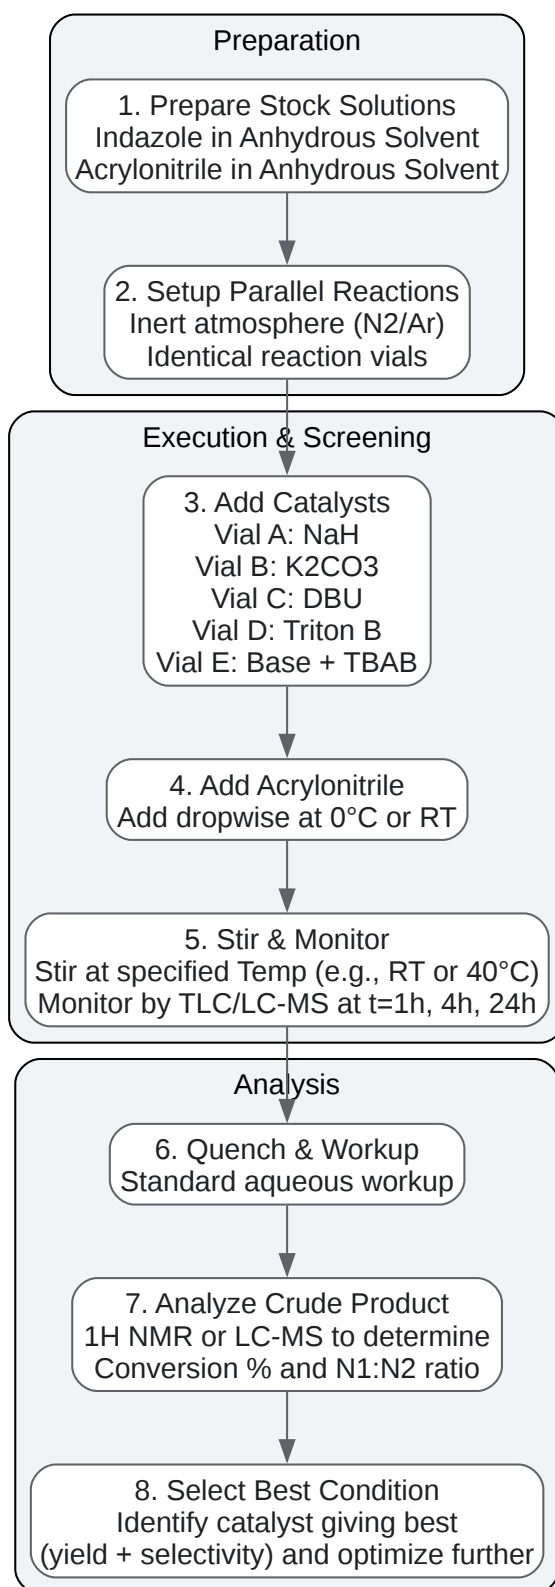 Preparation
1. Prepare Stock Solutions
Indazole in Anhydrous Solvent
Acrylonitrile in Anhydrous Solvent
2. Setup Parallel Reactions
Inert atmosphere (N2/Ar)
Identical reaction vials
Execution & Screening
3. Add Catalysts
Vial A: NaH
Vial B: K2CO3
Vial C: DBU
Vial D: Triton B
Vial E: Base + TBAB
4. Add Acrylonitrile
Add dropwise at 0°C or RT
5. Stir & Monitor
Stir at specified Temp (e.g., RT or 40°C)
Monitor by TLC/LC-MS at t=1h, 4h, 24h
Analysis
6. Quench & Workup
Standard aqueous workup
7. Analyze Crude Product
1H NMR or LC-MS to determine
Conversion % and N1:N2 ratio
8. Select Best Condition
Identify catalyst giving best
(yield + selectivity) and optimize further